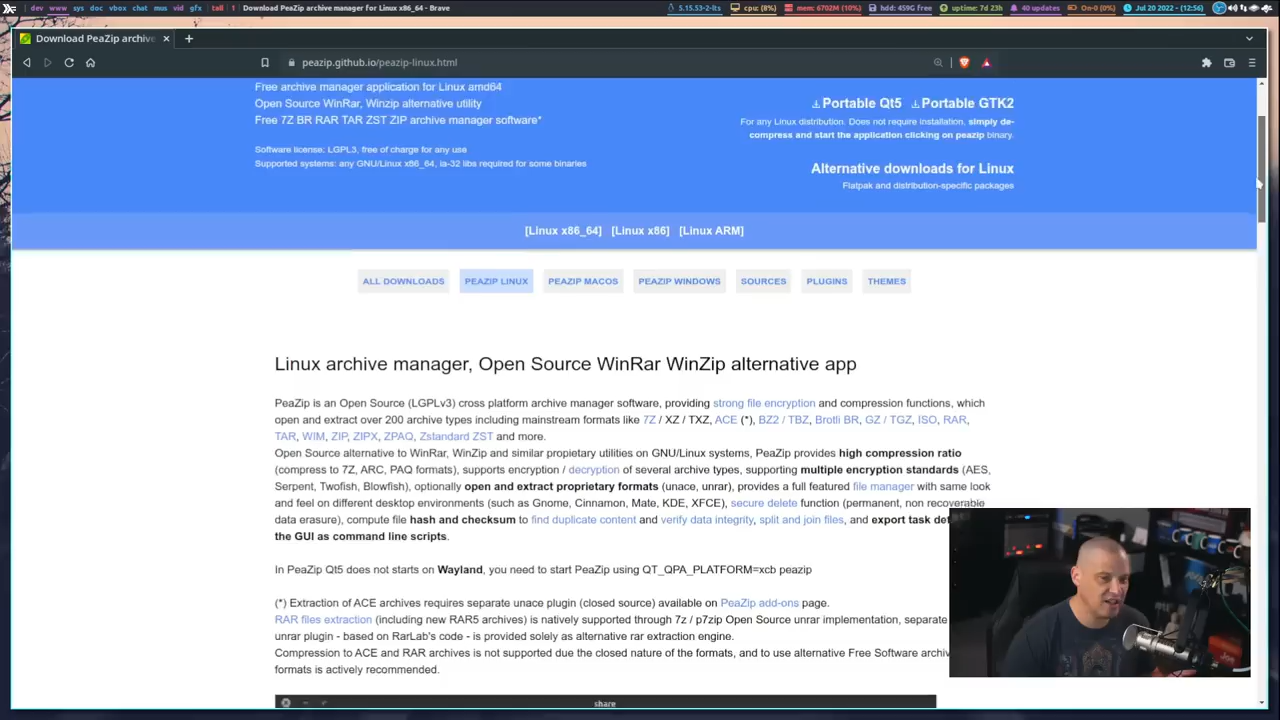 dev www sys doc vbox chat mus vid gfx | tall | 1 | Download PeaZip archive manager for Linux x86_64 - Brave
5.15.53-2-lts cpu: (8%) mem: 6702M (10%) hdd: 459G free uptime: 7d 23h 40 updates On-0 (0%) Jul 20 2022 - (12:56)
Download PeaZip archive
peazip.github.io/peazip-linux.html
Free archive manager application for Linux amd64
Open Source WinRar, Winzip alternative utility
Free 7Z BR RAR TAR ZST ZIP archive manager software*
Software license: LGPL3, free of charge for any use
Supported systems: any GNU/Linux x86_64, ia-32 libs required for some binaries
Portable Qt5 Portable GTK2
For any Linux distribution. Does not require installation, simply de-
compress and start the application clicking on peazip binary.
Alternative downloads for Linux
Flatpak and distribution-specific packages
[Linux x86_64] [Linux x86] [Linux ARM]
ALL DOWNLOADS PEAZIP LINUX PEAZIP MACOS PEAZIP WINDOWS SOURCES PLUGINS THEMES
Linux archive manager, Open Source WinRar WinZip alternative app
PeaZip is an Open Source (LGPLv3) cross platform archive manager software, providing strong file encryption and compression functions, which
open and extract over 200 archive types including mainstream formats like 7Z / XZ / TXZ, ACE (*), BZ2 / TBZ, Brotli BR, GZ / TGZ, ISO, RAR,
TAR, WIM, ZIP, ZIPX, ZPAQ, Zstandard ZST and more.
Open Source alternative to WinRar, WinZip and similar propietary utilities on GNU/Linux systems, PeaZip provides high compression ratio
(compress to 7Z, ARC, PAQ formats), supports encryption / decryption of several archive types, supporting multiple encryption standards (AES,
Serpent, Twofish, Blowfish), optionally open and extract proprietary formats (unace, unrar), provides a full featured file manager with same look
and feel on different desktop environments (such as Gnome, Cinnamon, Mate, KDE, XFCE), secure delete function (permanent, non recoverable
data erasure), compute file hash and checksum to find duplicate content and verify data integrity, split and join files, and export task def
the GUI as command line scripts.
In PeaZip Qt5 does not starts on Wayland, you need to start PeaZip using QT_QPA_PLATFORM=xcb peazip
(*) Extraction of ACE archives requires separate unace plugin (closed source) available on PeaZip add-ons page.
RAR files extraction (including new RAR5 archives) is natively supported through 7z / p7zip Open Source unrar implementation, separate
unrar plugin - based on RarLab's code - is provided solely as alternative rar extraction engine.
Compression to ACE and RAR archives is not supported due the closed nature of the formats, and to use alternative Free Software archiv
formats is actively recommended.
share